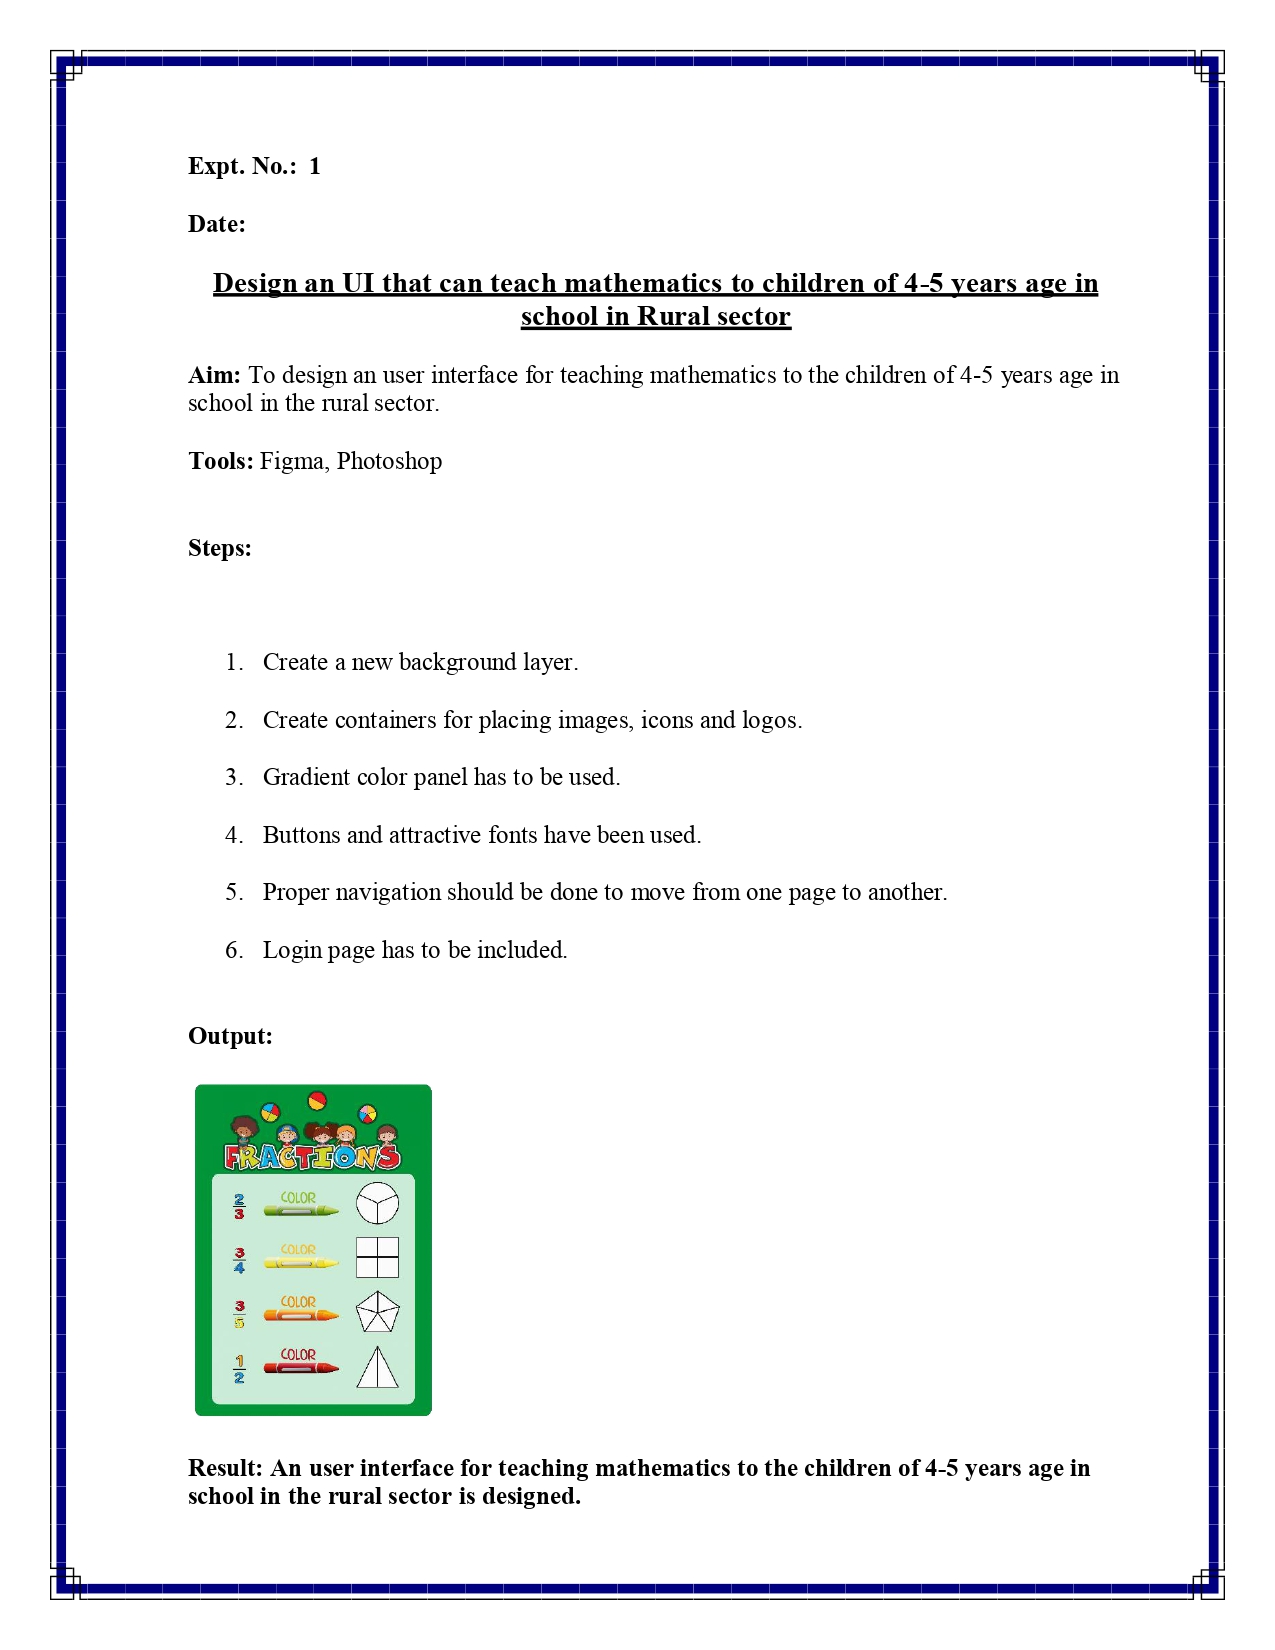 Expt. No.: 1
Date:
Design an UI that can teach mathematics to children of 4-5 years age in
school in Rural sector
Aim: To design an user interface for teaching mathematics to the children of 4-5 years age in
school in the rural sector.
Tools: Figma, Photoshop
Steps:
1. Create a new background layer.
2. Create containers for placing images, icons and logos.
3. Gradient color panel has to be used.
4. Buttons and attractive fonts have been used.
5. Proper navigation should be done to move from one page to another.
6. Login page has to be included.
Output:
FRACTIONS
2/3 COLOR
3/4 COLOR
3/5 COLOR
1/2 COLOR
Result: An user interface for teaching mathematics to the children of 4-5 years age in
school in the rural sector is designed.